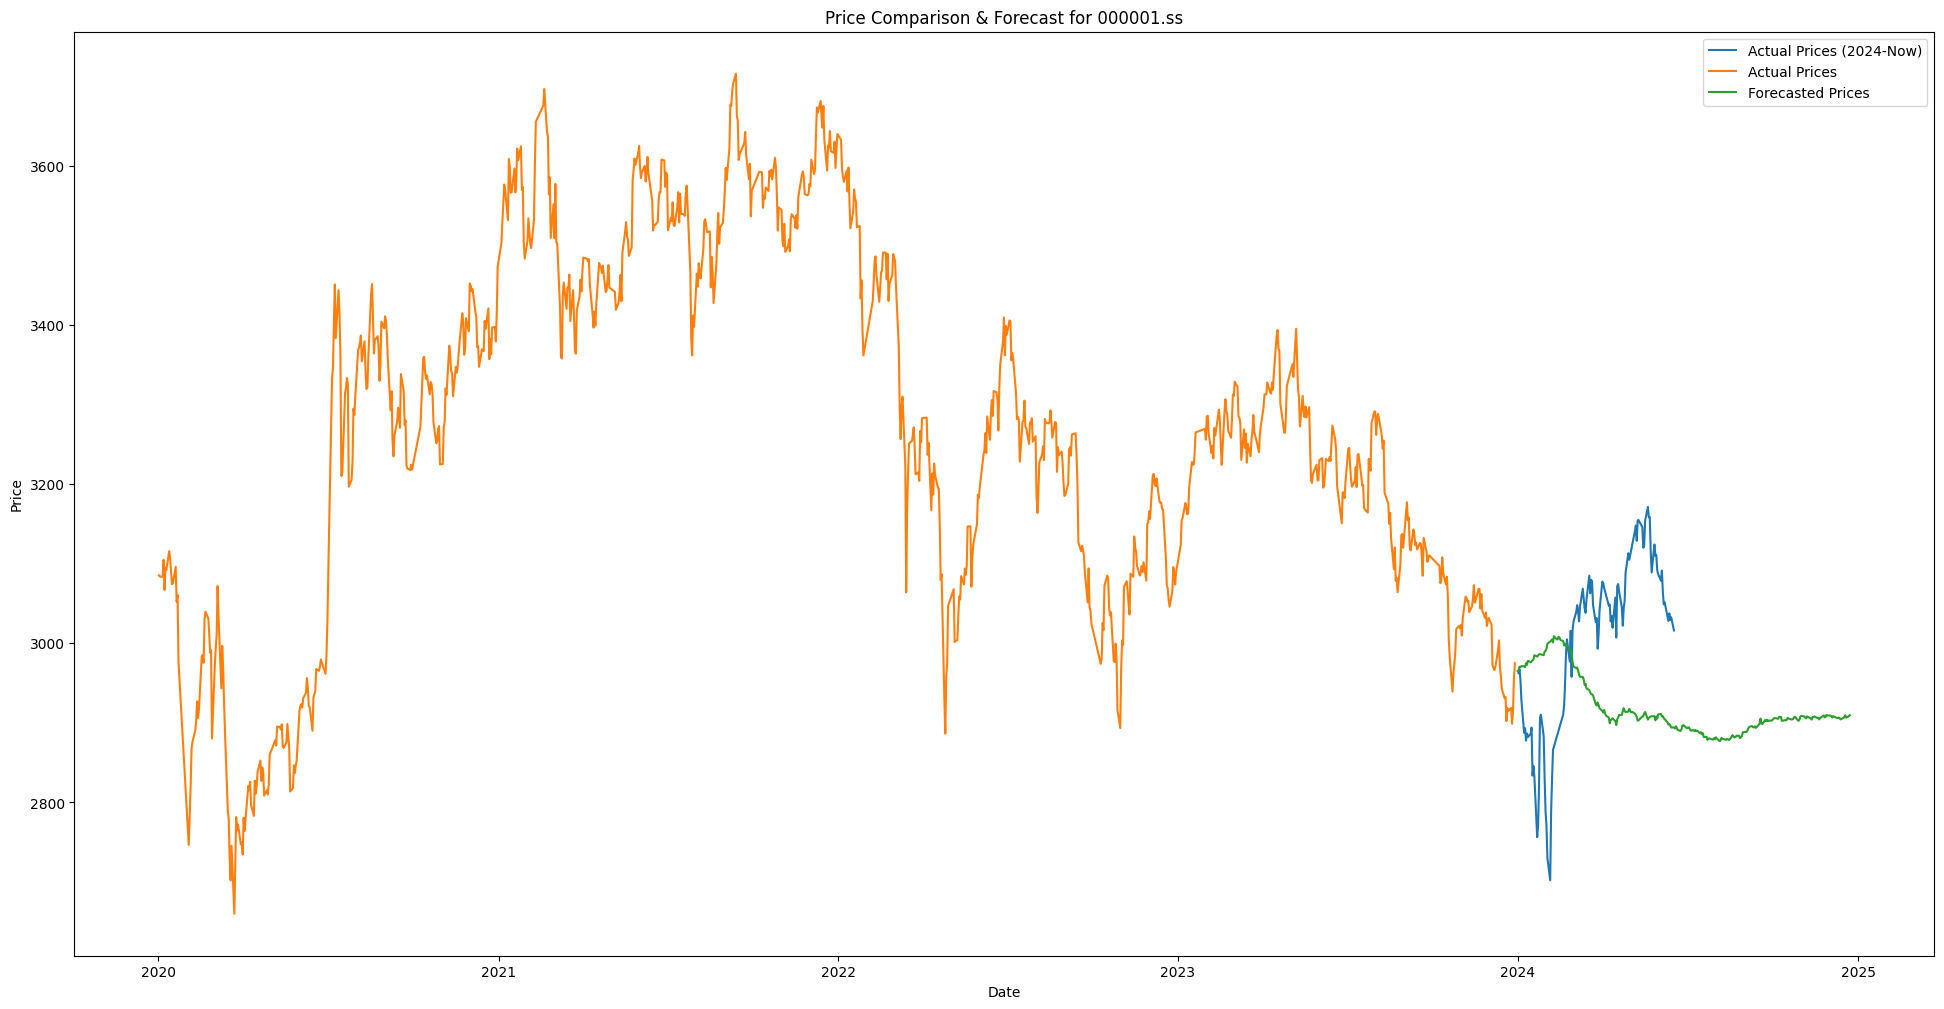 Price Comparison & Forecast for 000001.ss
Actual Prices (2024-Now)
Actual Prices
Forecasted Prices
Price
3600
3400
3200
3000
2800
2020 2021 2022 2023 2024 2025
Date